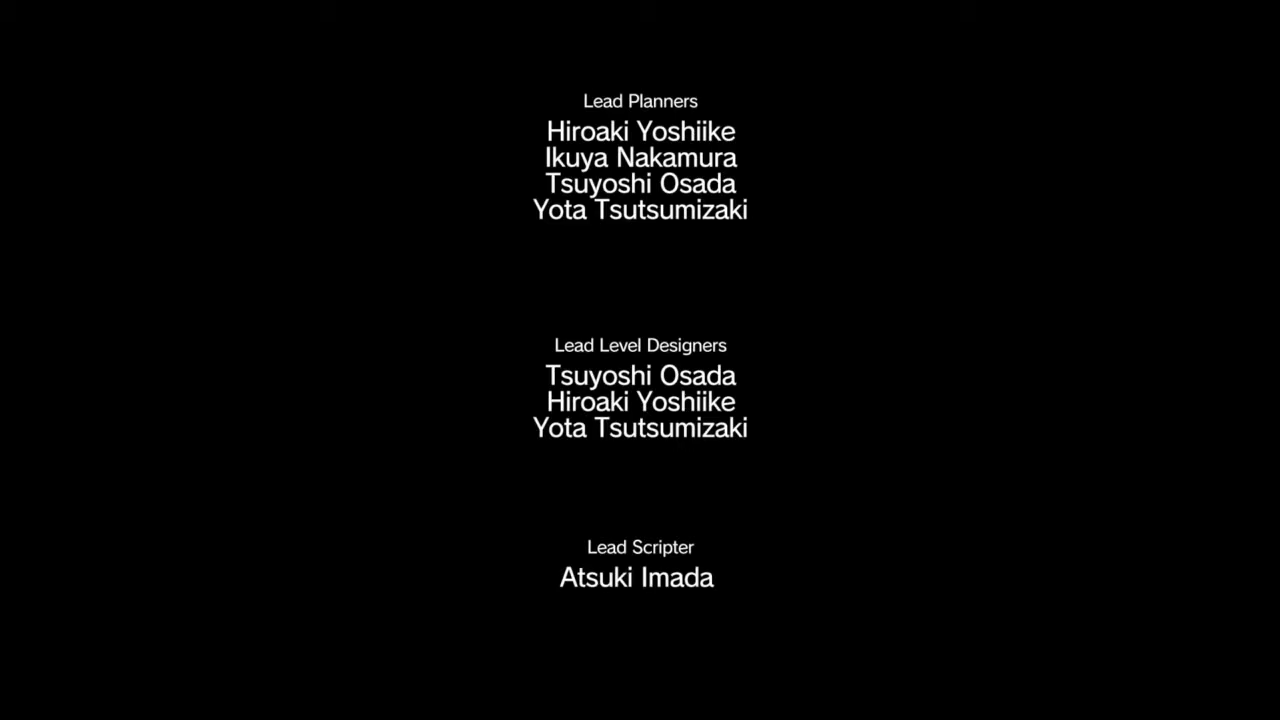 Lead Planners
Hiroaki Yoshiike
Ikuya Nakamura
Tsuyoshi Osada
Yota Tsutsumizaki
Lead Level Designers
Tsuyoshi Osada
Hiroaki Yoshiike
Yota Tsutsumizaki
Lead Scripter
Atsuki Imada